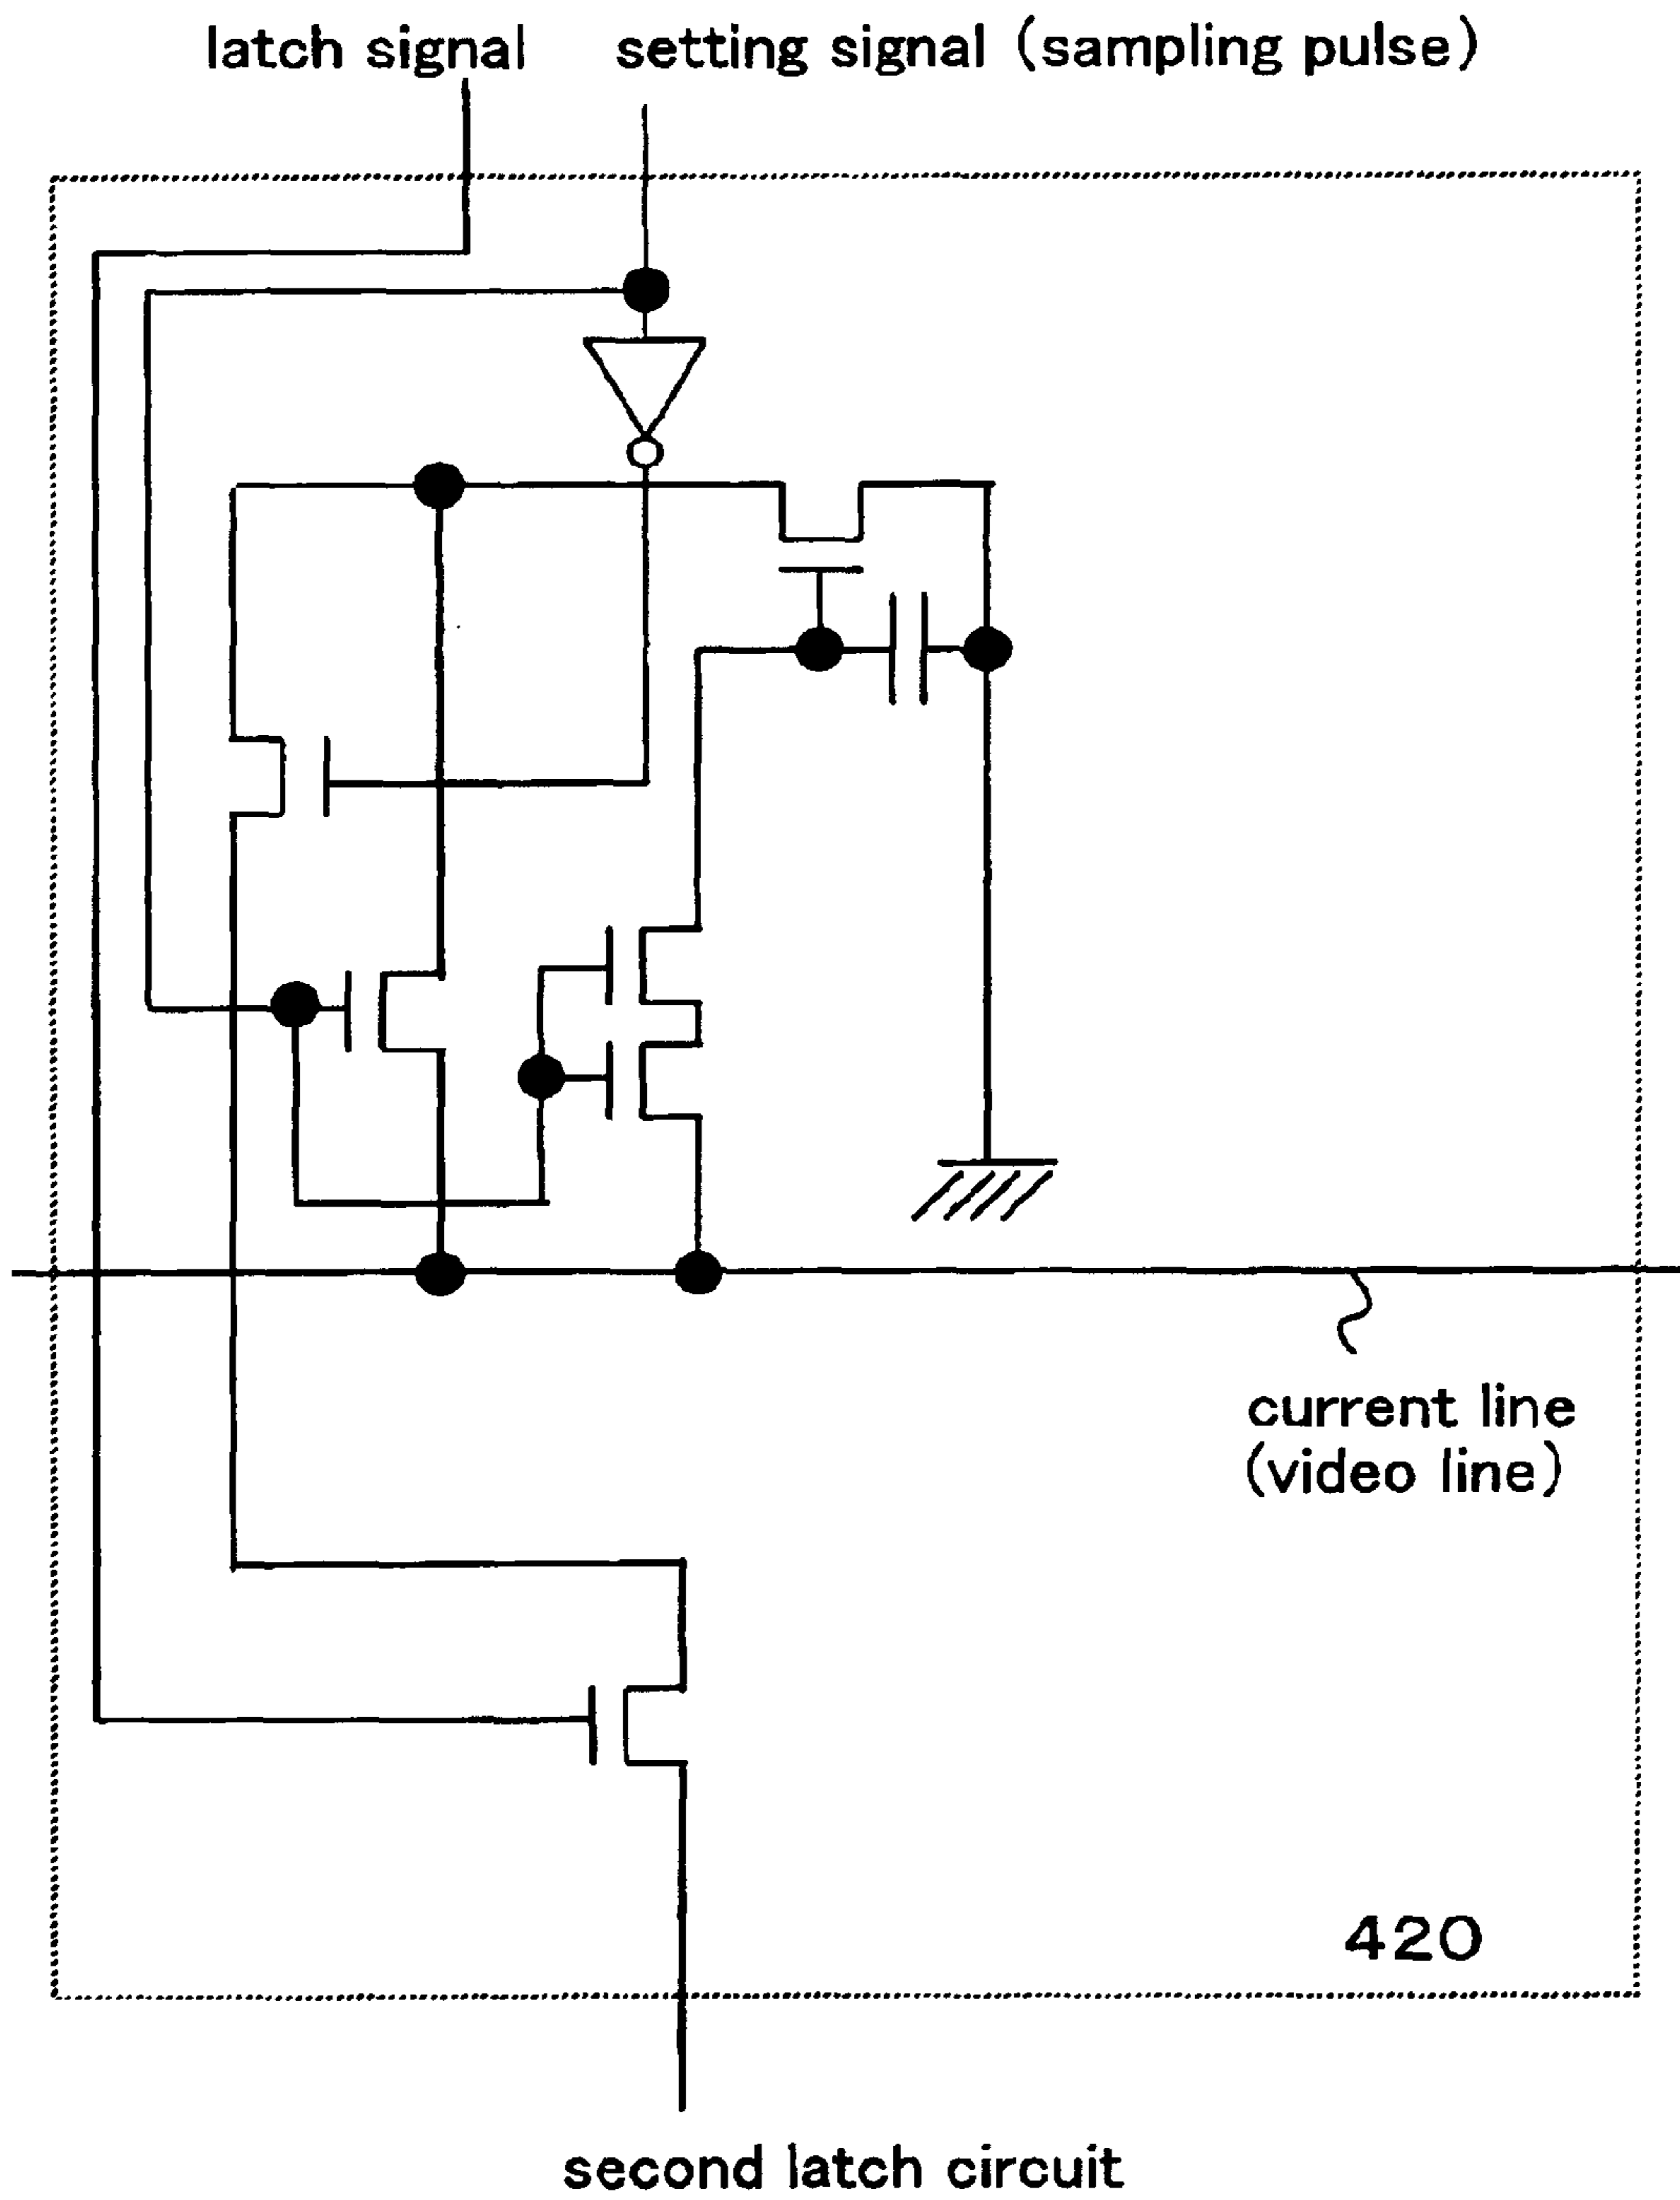 latch signal
setting signal (sampling pulse)
current line
(video line)
420
second latch circuit